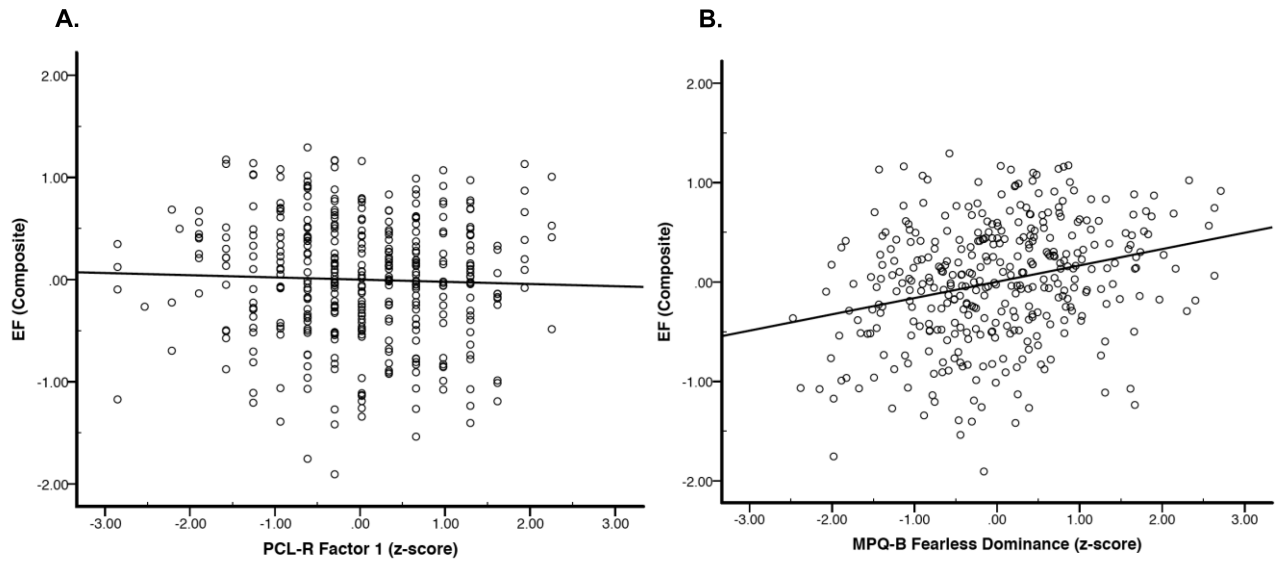 A.
B.
2.00
1.00
.00
-1.00
-2.00
EF (Composite)
-3.00 -2.00 -1.00 .00 1.00 2.00 3.00
PCL-R Factor 1 (z-score)
2.00
1.00
.00
-1.00
-2.00
EF (Composite)
-3.00 -2.00 -1.00 .00 1.00 2.00 3.00
MPQ-B Fearless Dominance (z-score)